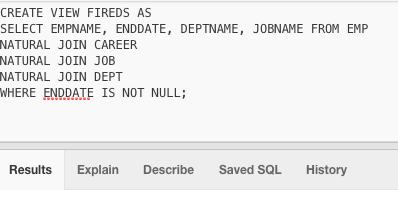 CREATE VIEW FIREDS AS
SELECT EMPNAME, ENDDATE, DEPTNAME, JOBNAME FROM EMP
NATURAL JOIN CAREER
NATURAL JOIN JOB
NATURAL JOIN DEPT
WHERE ENDDATE IS NOT NULL;
Results Explain Describe Saved SQL History